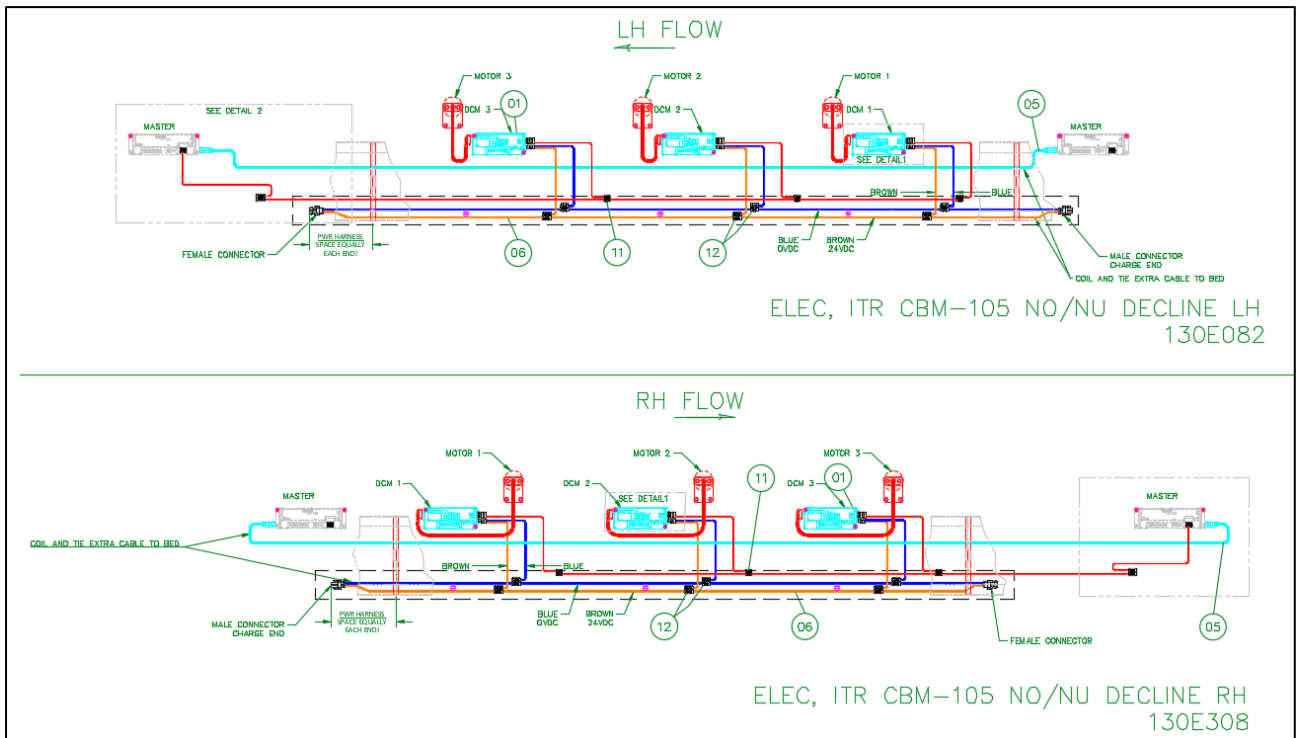 LH FLOW
MOTOR 3
MOTOR 2
MOTOR 1
SEE DETAIL 2
DCM 3
01
DCM 2
DCM 1
05
MASTER
MASTER
SEE DETAIL1
BROWN
BLUE
FEMALE CONNECTOR
PWR HARNESS
SPACE EQUALLY
EACH END!
06
11
12
BLUE
0VDC
BROWN
24VDC
MALE CONNECTOR
CHARGE END
COIL AND TIE EXTRA CABLE TO BED
ELEC, ITR CBM-105 NO/NU DECLINE LH
130E082
RH FLOW
MOTOR 1
MOTOR 2
MOTOR 3
11
01
DCM 1
DCM 2
SEE DETAIL1
DCM 3
MASTER
MASTER
COIL AND TIE EXTRA CABLE TO BED
BROWN
BLUE
MALE CONNECTOR
CHARGE END
PWR HARNESS
SPACE EQUALLY
EACH END!
BLUE
0VDC
BROWN
24VDC
12
06
05
FEMALE CONNECTOR
ELEC, ITR CBM-105 NO/NU DECLINE RH
130E308